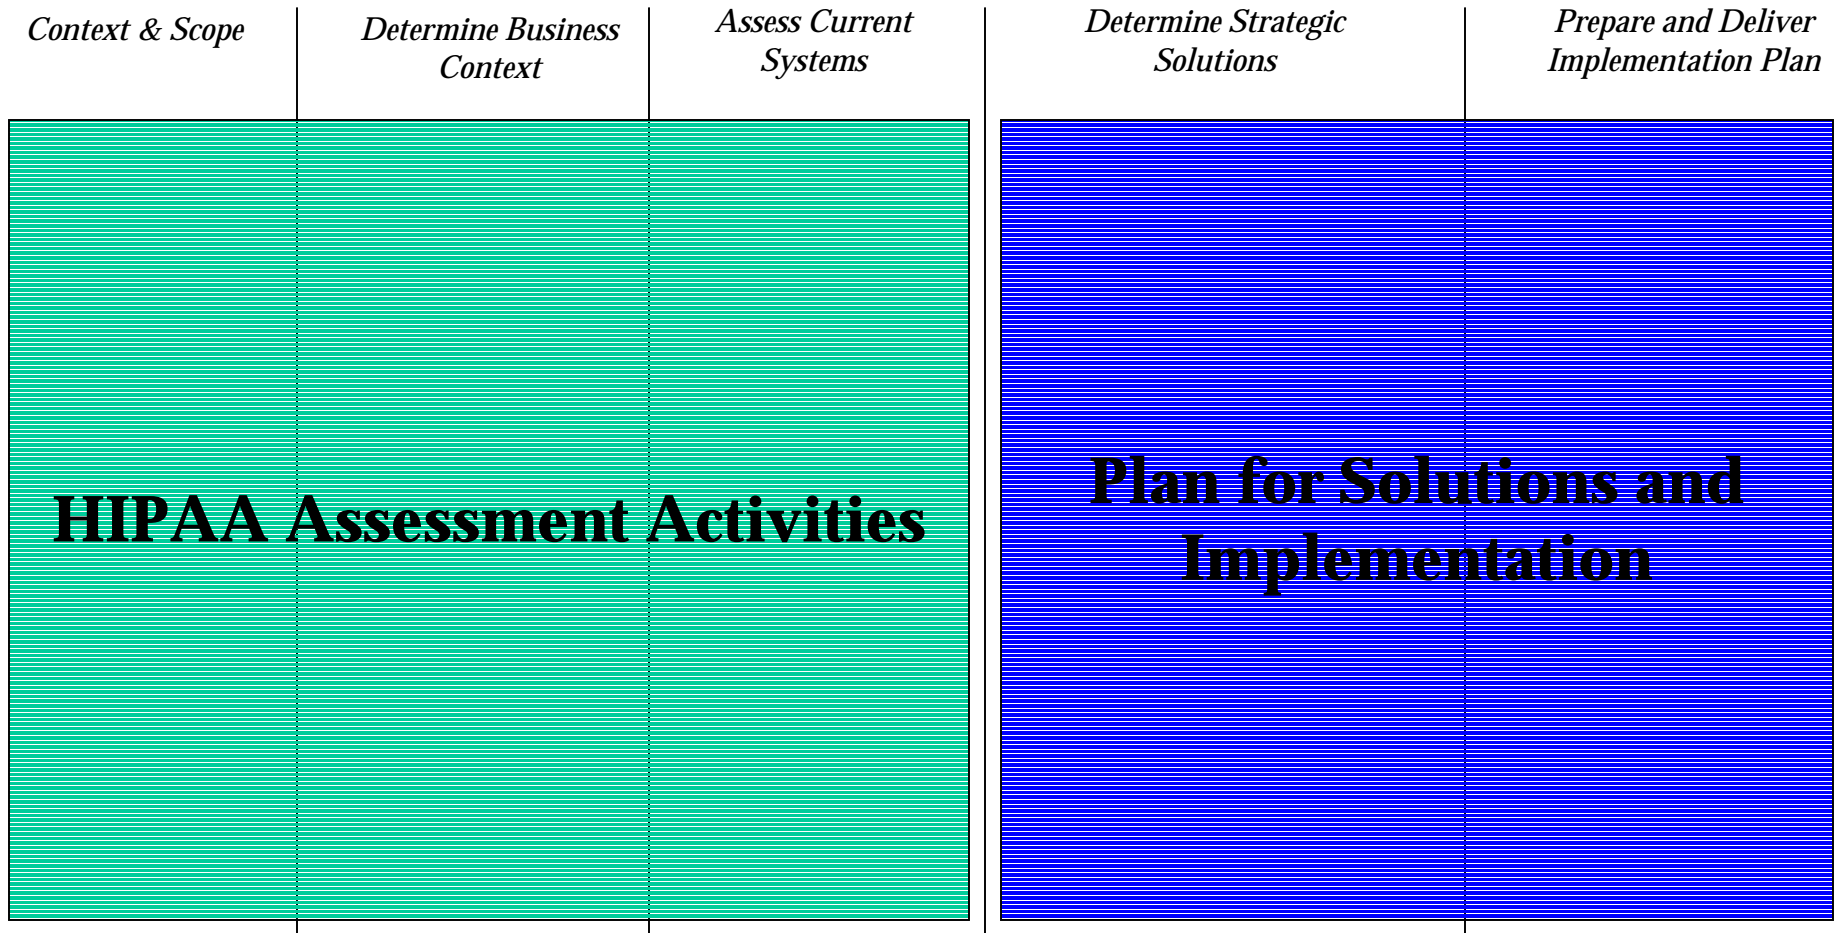 Context & Scope
Determine Business
Context
Assess Current
Systems
Determine Strategic
Solutions
Prepare and Deliver
Implementation Plan
HIPAA Assessment Activities
Plan for Solutions and
Implementation